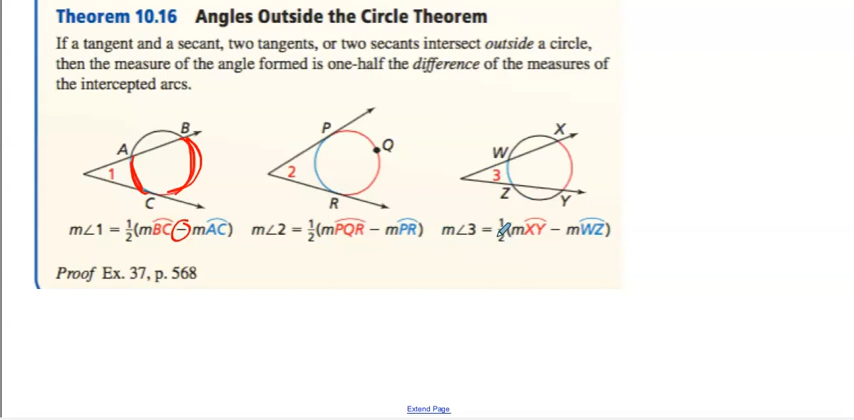 Theorem 10.16 Angles Outside the Circle Theorem
If a tangent and a secant, two tangents, or two secants intersect outside a circle,
then the measure of the angle formed is one-half the difference of the measures of
the intercepted arcs.
A B 1 C
P Q 2 R
X W 3 Z Y
m∠1 = ½(mBC − mAC) m∠2 = ½(mPQR − mPR) m∠3 = ½(mXY − mWZ)
Proof Ex. 37, p. 568
Extend Page